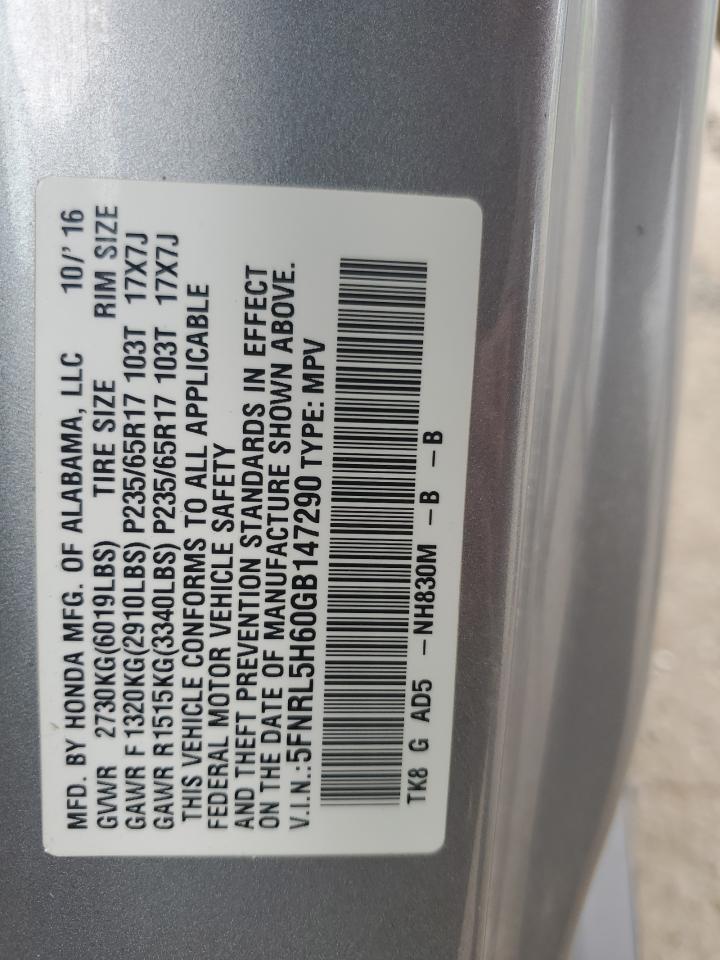 MFD. BY HONDA MFG. OF ALABAMA, LLC 10/'16
GVWR 2730KG(6019LBS) TIRE SIZE RIM SIZE
GAWR F 1320KG(2910LBS) P235/65R17 103T 17X7J
GAWR R1515KG(3340LBS) P235/65R17 103T 17X7J
THIS VEHICLE CONFORMS TO ALL APPLICABLE
FEDERAL MOTOR VEHICLE SAFETY
AND THEFT PREVENTION STANDARDS IN EFFECT
ON THE DATE OF MANUFACTURE SHOWN ABOVE.
V.I.N.:5FNRL5H60GB147290 TYPE: MPV
TK8 G AD5 -NH830M -B -B